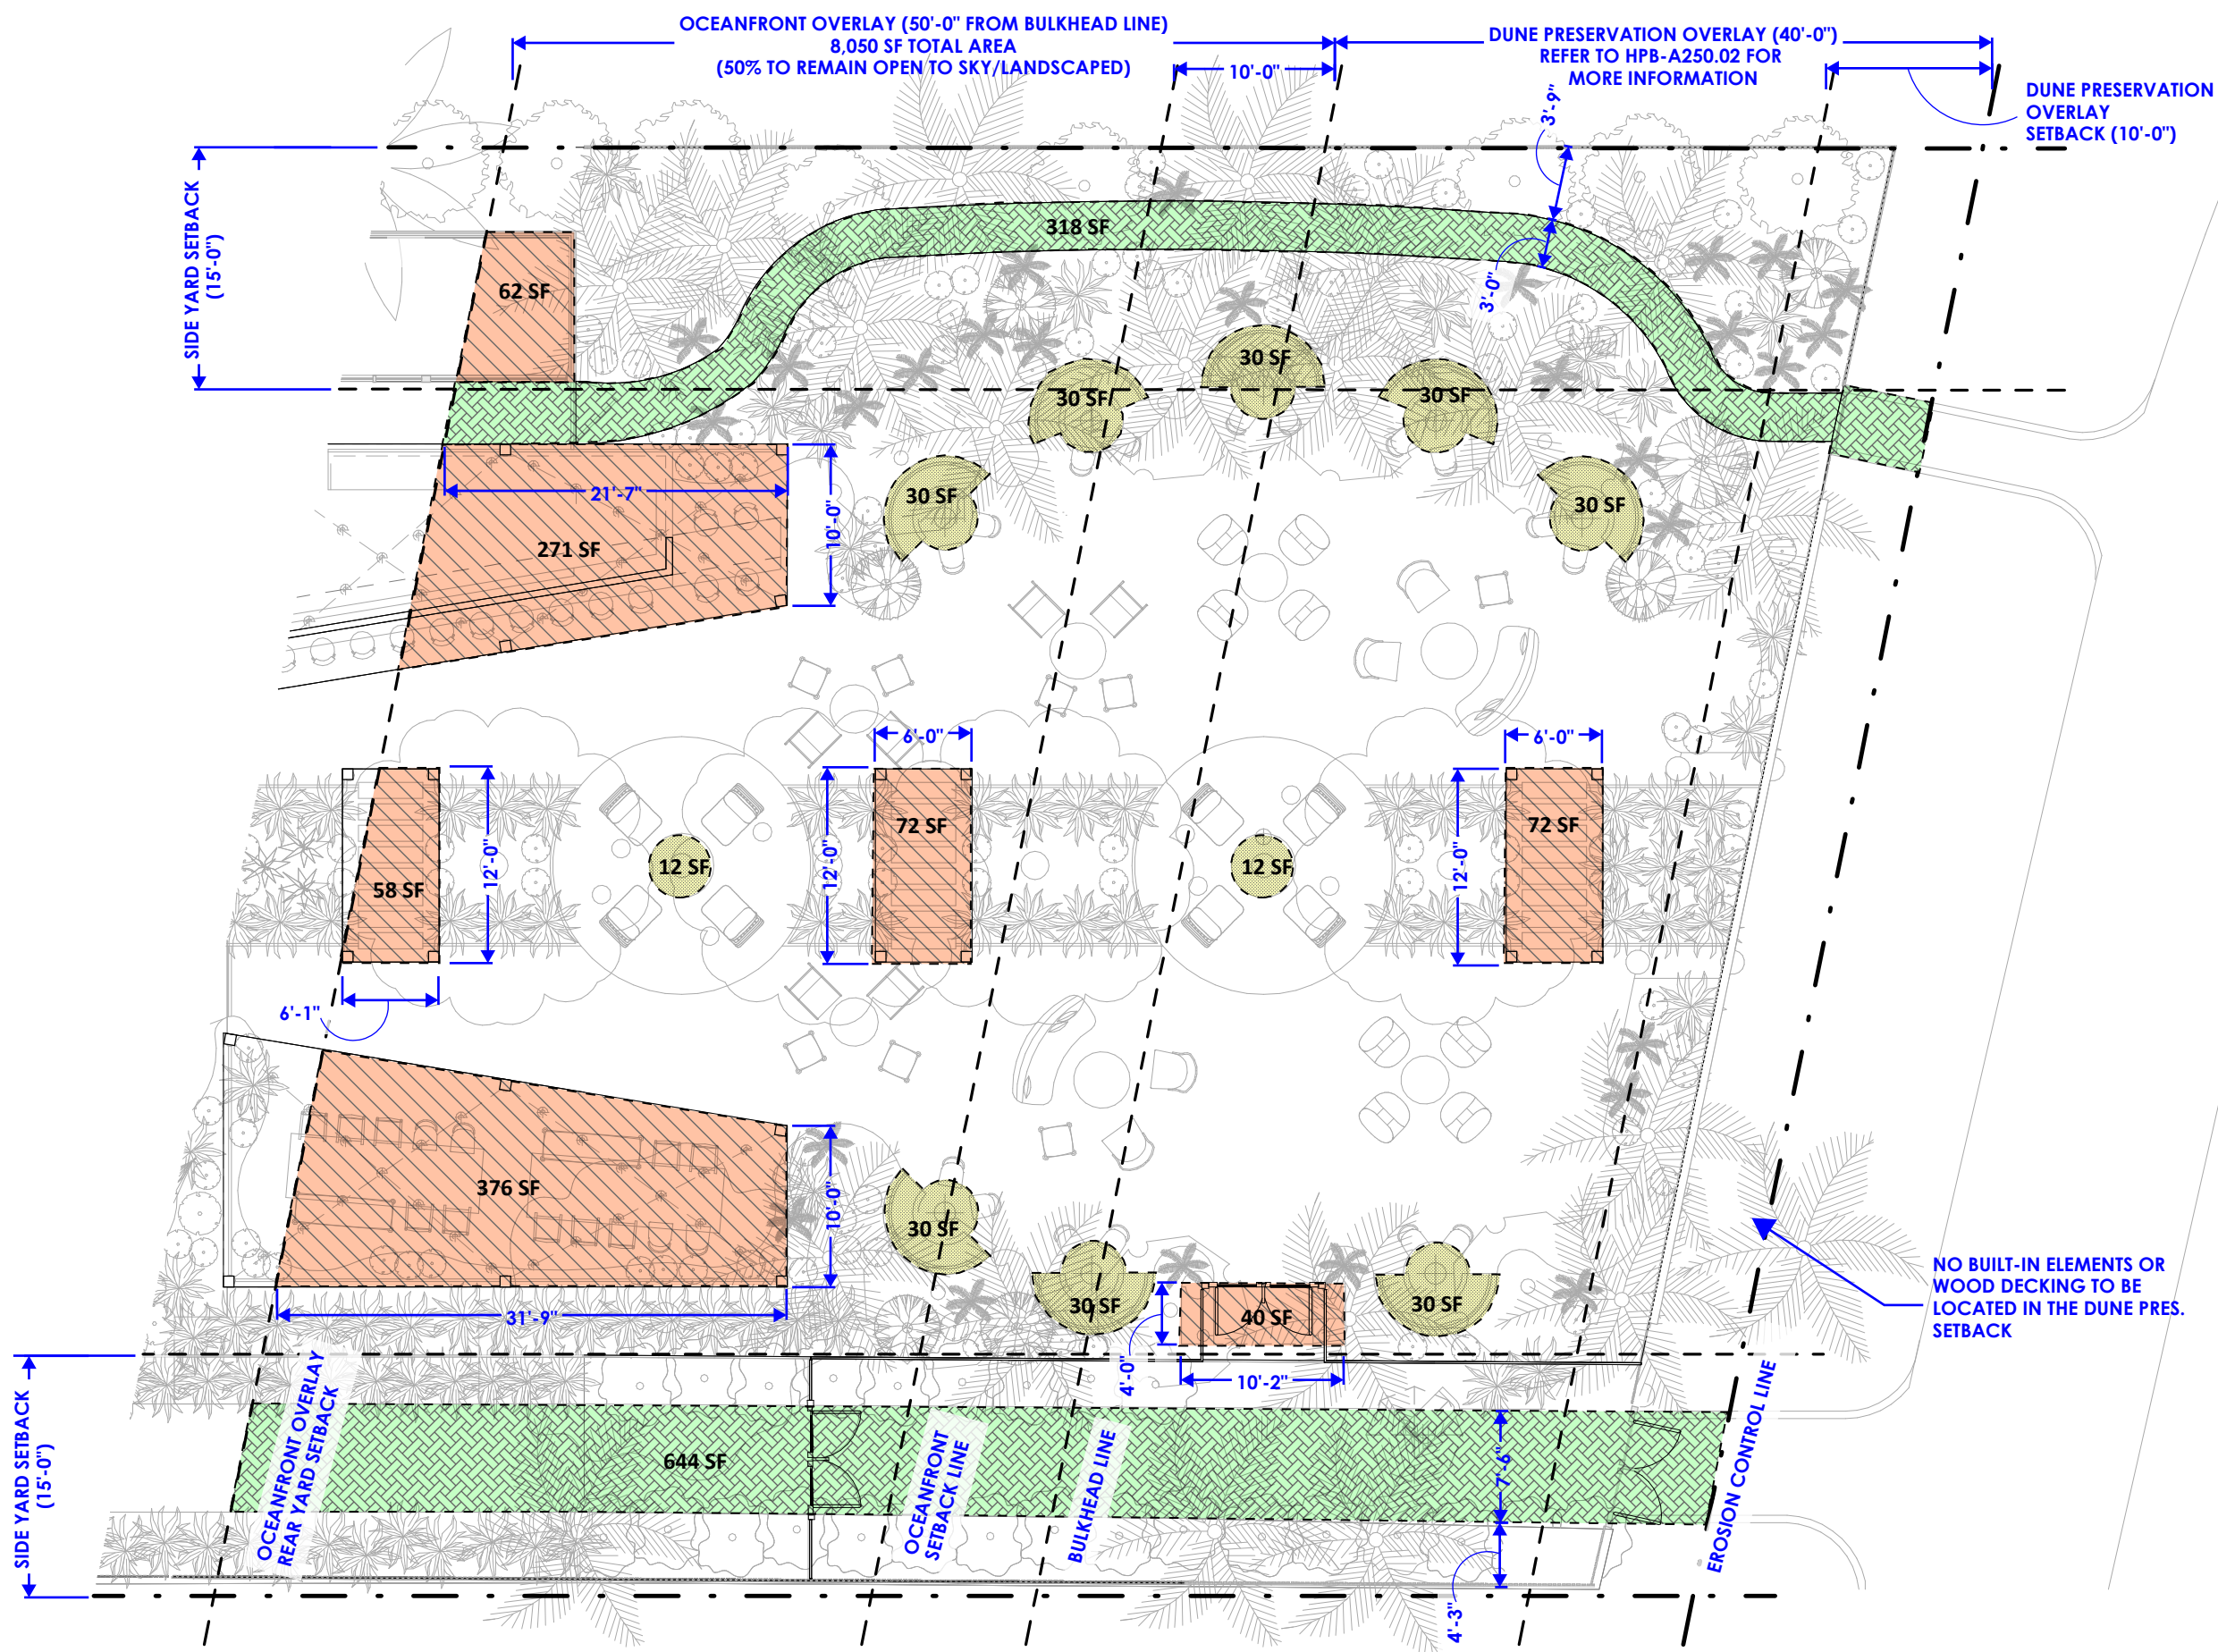 OCEANFRONT OVERLAY (50'-0" FROM BULKHEAD LINE)
8,050 SF TOTAL AREA
(50% TO REMAIN OPEN TO SKY/LANDSCAPED)
DUNE PRESERVATION OVERLAY (40'-0")
REFER TO HPB-A250.02 FOR
MORE INFORMATION
10'-0"
DUNE PRESERVATION
OVERLAY
SETBACK (10'-0")
3'-9"
SIDE YARD SETBACK
(15'-0")
318 SF
62 SF
3'-0"
30 SF
30 SF
30 SF
21'-7"
30 SF
30 SF
10'-0"
271 SF
6'-0"
6'-0"
72 SF
72 SF
12'-0"
12'-0"
12'-0"
12 SF
12 SF
58 SF
6'-1"
376 SF
10'-0"
30 SF
30 SF
30 SF
40 SF
31'-9"
4'-0"
10'-2"
NO BUILT-IN ELEMENTS OR
WOOD DECKING TO BE
LOCATED IN THE DUNE PRES.
SETBACK
SIDE YARD SETBACK
(15'-0")
OCEANFRONT OVERLAY
REAR YARD SETBACK
644 SF
OCEANFRONT
SETBACK LINE
BULKHEAD LINE
7'-6"
EROSION CONTROL LINE
4'-3"